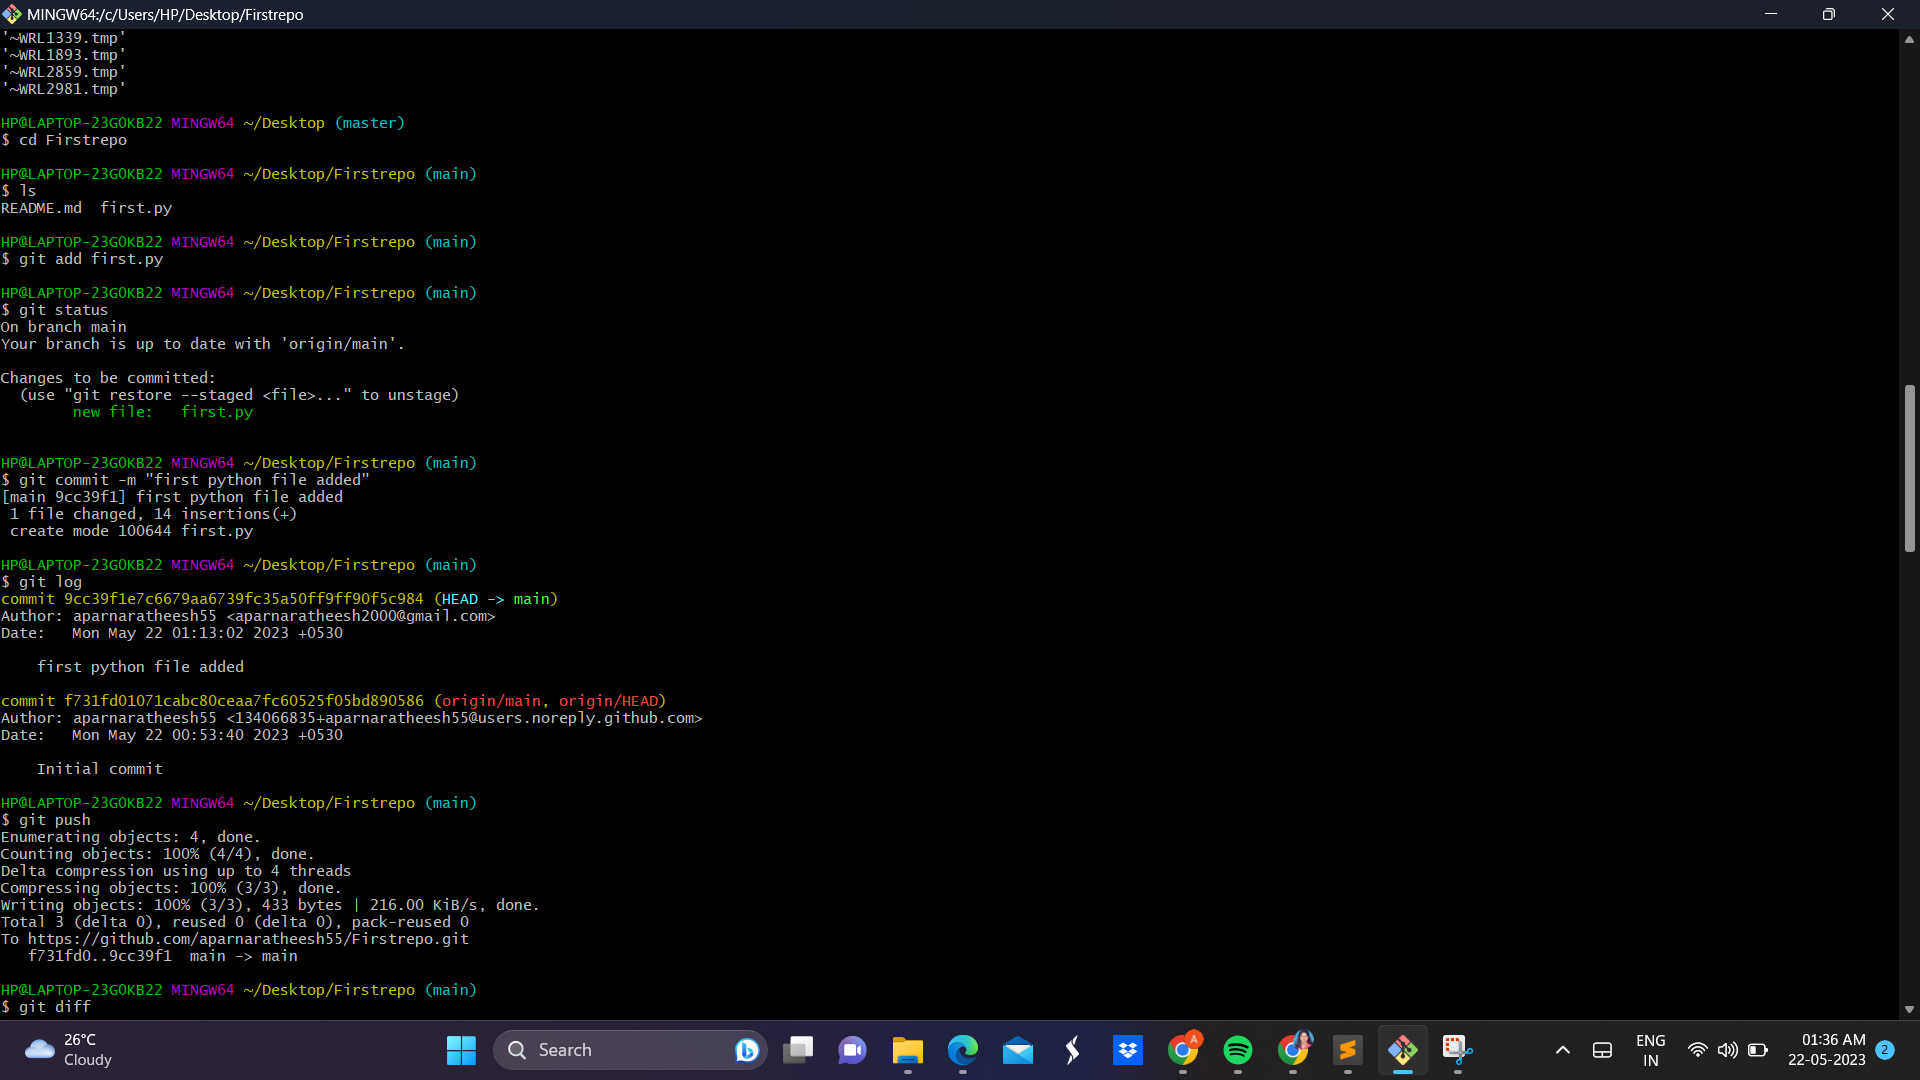 MINGW64:/c/Users/HP/Desktop/Firstrepo
'~WRL1339.tmp'
'~WRL1893.tmp'
'~WRL2859.tmp'
'~WRL2981.tmp'
HP@LAPTOP-23G0KB22 MINGW64 ~/Desktop (master)
$ cd Firstrepo
HP@LAPTOP-23G0KB22 MINGW64 ~/Desktop/Firstrepo (main)
$ ls
README.md  first.py
HP@LAPTOP-23G0KB22 MINGW64 ~/Desktop/Firstrepo (main)
$ git add first.py
HP@LAPTOP-23G0KB22 MINGW64 ~/Desktop/Firstrepo (main)
$ git status
On branch main
Your branch is up to date with 'origin/main'.
Changes to be committed:
  (use "git restore --staged <file>..." to unstage)
        new file:   first.py
HP@LAPTOP-23G0KB22 MINGW64 ~/Desktop/Firstrepo (main)
$ git commit -m "first python file added"
[main 9cc39f1] first python file added
 1 file changed, 14 insertions(+)
 create mode 100644 first.py
HP@LAPTOP-23G0KB22 MINGW64 ~/Desktop/Firstrepo (main)
$ git log
commit 9cc39f1e7c6679aa6739fc35a50ff9ff90f5c984 (HEAD -> main)
Author: aparnaratheesh55 <aparnaratheesh2000@gmail.com>
Date:   Mon May 22 01:13:02 2023 +0530
    first python file added
commit f731fd01071cabc80ceaa7fc60525f05bd890586 (origin/main, origin/HEAD)
Author: aparnaratheesh55 <134066835+aparnaratheesh55@users.noreply.github.com>
Date:   Mon May 22 00:53:40 2023 +0530
    Initial commit
HP@LAPTOP-23G0KB22 MINGW64 ~/Desktop/Firstrepo (main)
$ git push
Enumerating objects: 4, done.
Counting objects: 100% (4/4), done.
Delta compression using up to 4 threads
Compressing objects: 100% (3/3), done.
Writing objects: 100% (3/3), 433 bytes | 216.00 KiB/s, done.
Total 3 (delta 0), reused 0 (delta 0), pack-reused 0
To https://github.com/aparnaratheesh55/Firstrepo.git
   f731fd0..9cc39f1  main -> main
HP@LAPTOP-23G0KB22 MINGW64 ~/Desktop/Firstrepo (main)
$ git diff
26°C
Cloudy
Search
A
ENG
IN
01:36 AM
22-05-2023
2